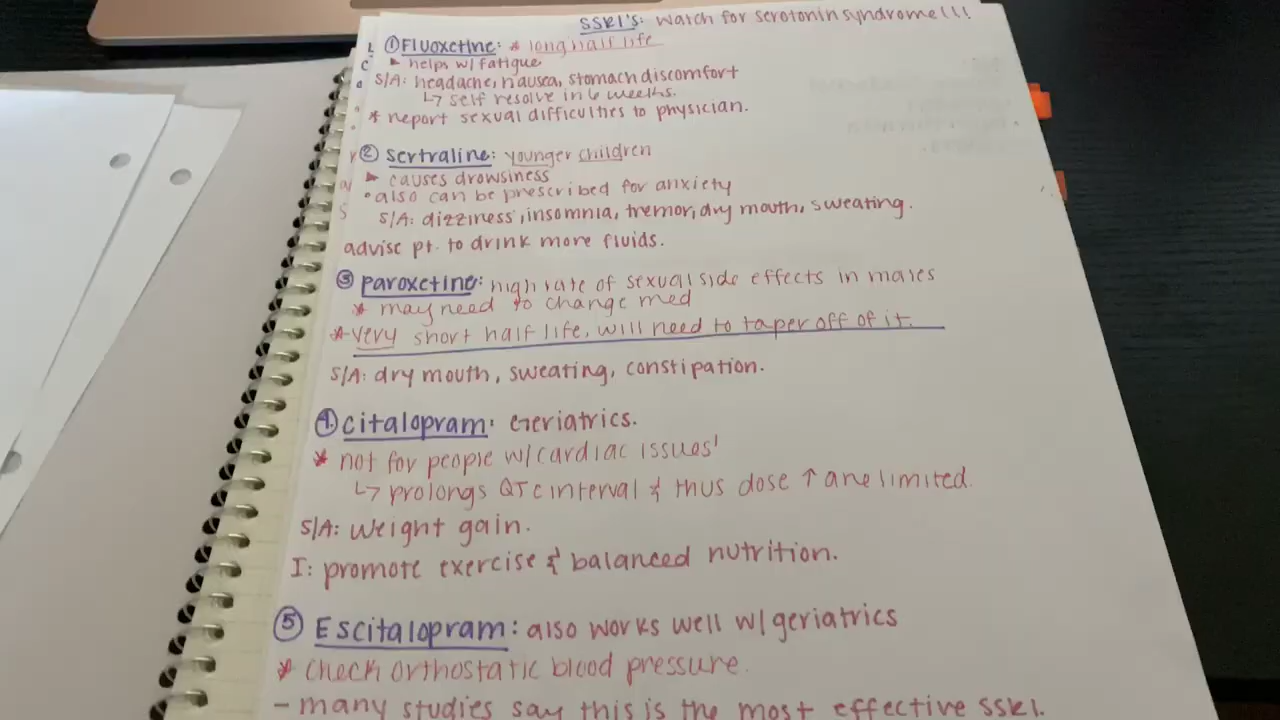 SSRI's: watch for serotonin syndrome!!!
① Fluoxetine: * long half life
▸ helps w/ fatigue
S/A: headache, nausea, stomach discomfort
↳ self resolve in 6 weeks.
* report sexual difficulties to physician.
② Sertraline: younger children
▸ causes drowsiness
• also can be prescribed for anxiety
S/A: dizziness, insomnia, tremor, dry mouth, sweating.
advise pt. to drink more fluids.
③ paroxetine: high rate of sexual side effects in males
* may need to change med
* very short half life, will need to taper off of it.
S/A: dry mouth, sweating, constipation.
④ citalopram: Geriatrics.
* not for people w/ cardiac issues'
↳ prolongs QTC interval & thus dose ↑ are limited.
S/A: weight gain.
I: promote exercise & balanced nutrition.
⑤ Escitalopram: also works well w/ geriatrics
* check orthostatic blood pressure.
- many studies say this is the most effective SSRI.